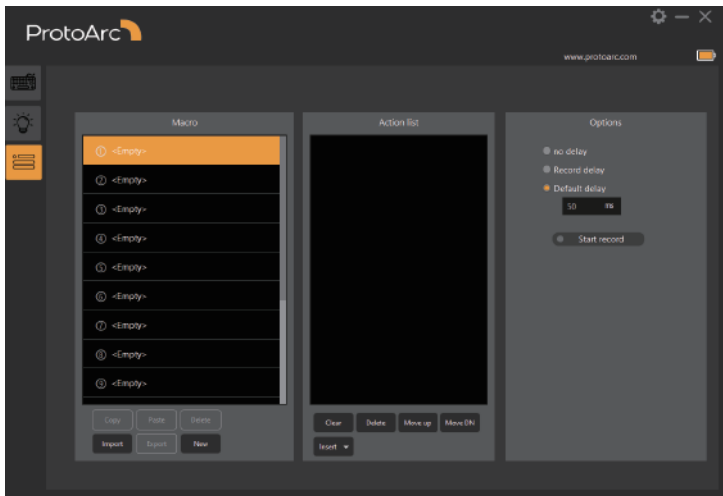 ProtoArc
www.protoarc.com
Macro
① <Empty>
② <Empty>
③ <Empty>
④ <Empty>
⑤ <Empty>
⑥ <Empty>
⑦ <Empty>
⑧ <Empty>
⑨ <Empty>
Copy Paste Delete
Import Export New
Action list
Clear Delete Move up Move DN
Insert
Options
no delay
Record delay
Default delay
50 ms
Start record